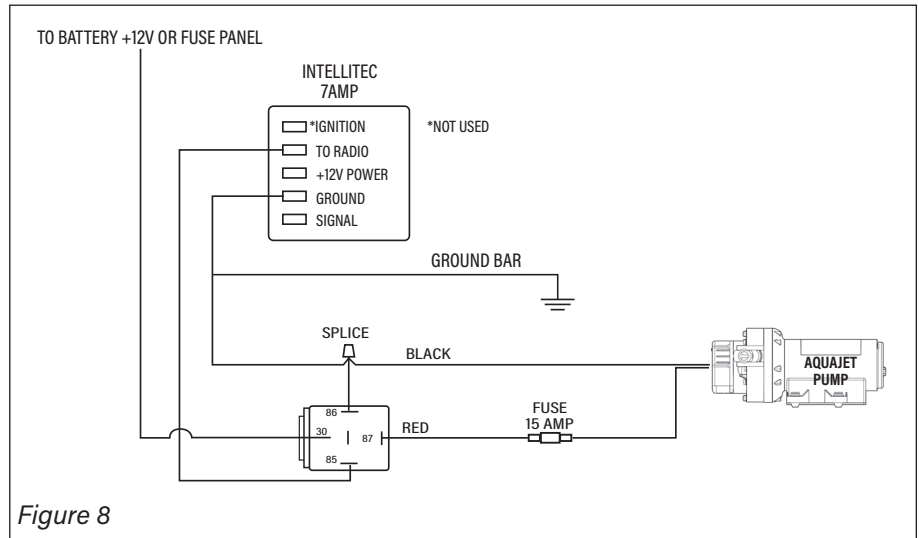 TO BATTERY +12V OR FUSE PANEL
INTELLITEC
7AMP
*IGNITION
*NOT USED
TO RADIO
+12V POWER
GROUND
SIGNAL
GROUND BAR
SPLICE
BLACK
AQUAJET
PUMP
FUSE
15 AMP
86
30
87
RED
85
Figure 8